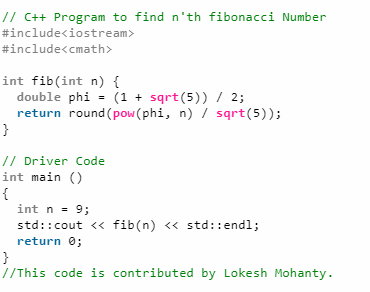 // C++ Program to find n'th fibonacci Number
#include<iostream>
#include<cmath>

int fib(int n) {
  double phi = (1 + sqrt(5)) / 2;
  return round(pow(phi, n) / sqrt(5));
}

// Driver Code
int main ()
{
  int n = 9;
  std::cout << fib(n) << std::endl;
  return 0;
}
//This code is contributed by Lokesh Mohanty.